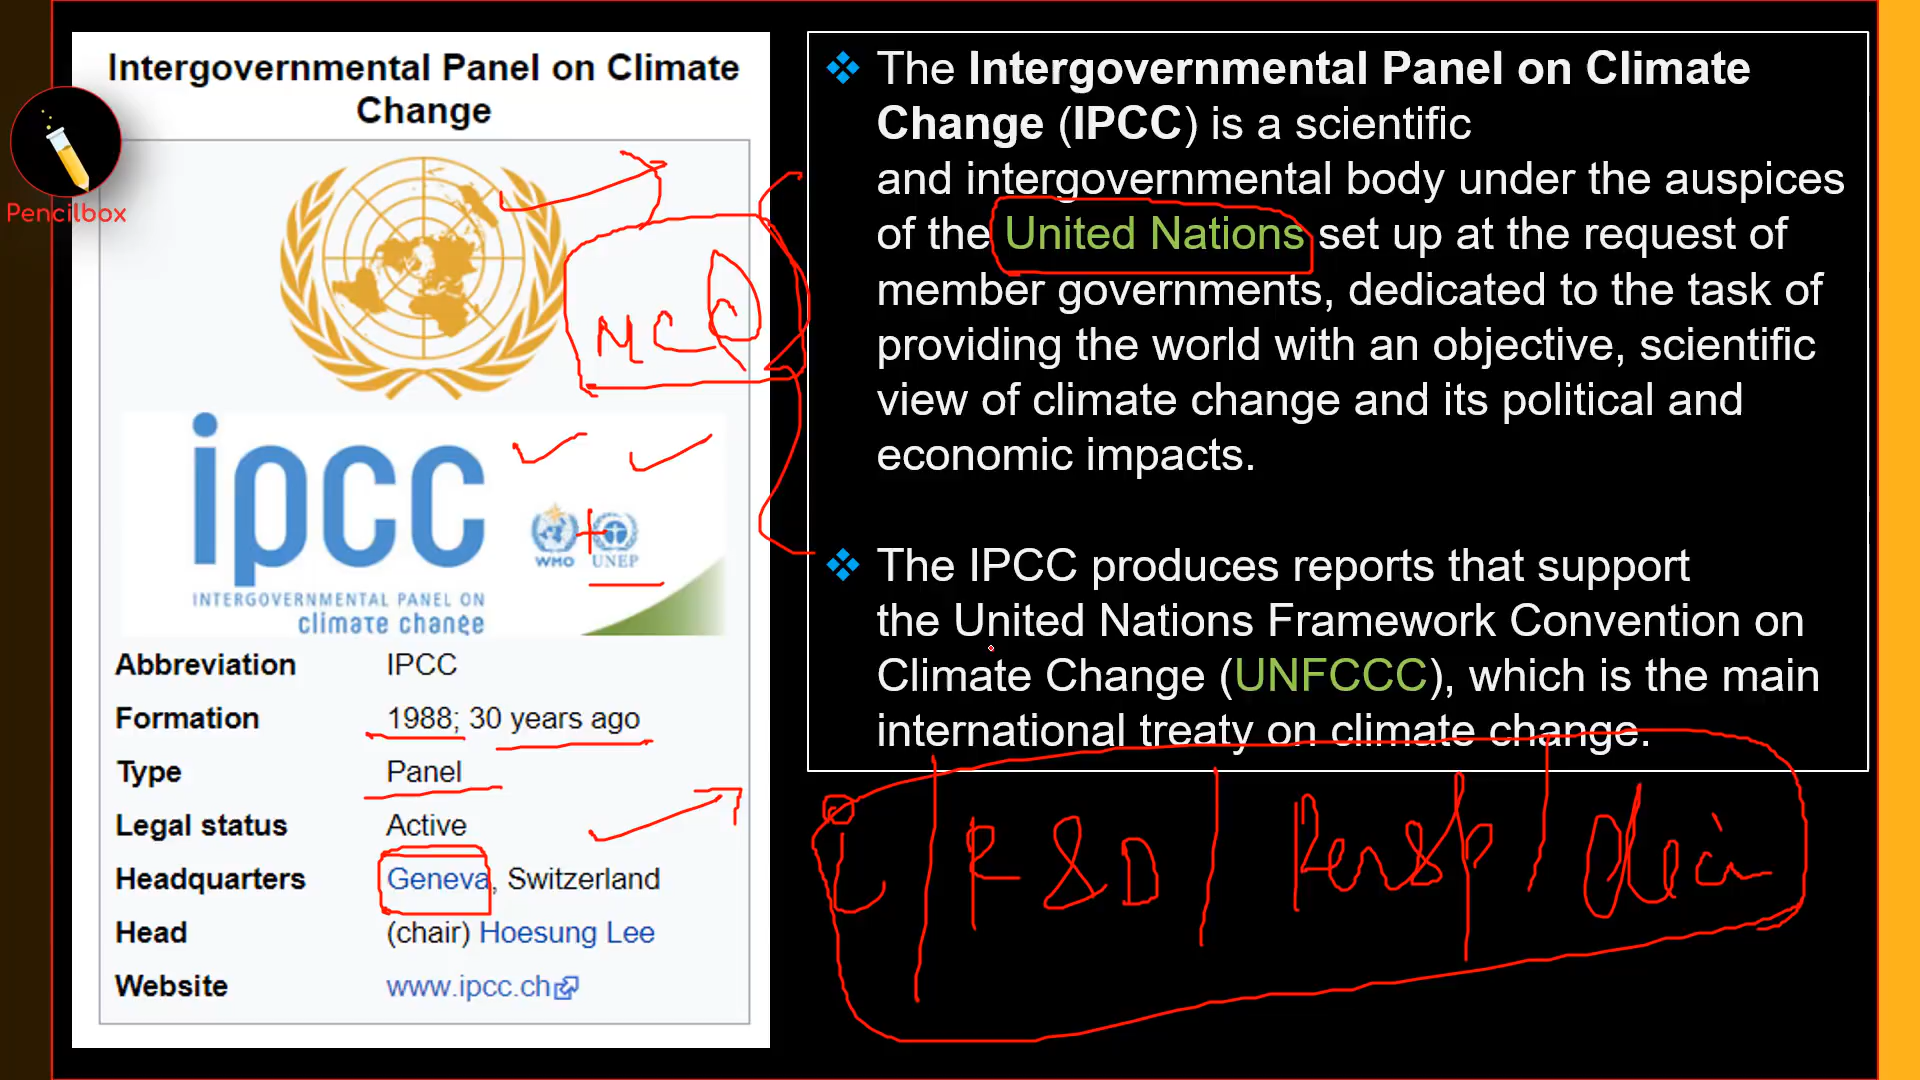 Intergovernmental Panel on Climate
Change
Pencilbox
MCC
ipcc
WMO UNEP
INTERGOVERNMENTAL PANEL ON
climate change
Abbreviation IPCC
Formation 1988; 30 years ago
Type Panel
Legal status Active
Headquarters Geneva, Switzerland
Head (chair) Hoesung Lee
Website www.ipcc.ch
The Intergovernmental Panel on Climate
Change (IPCC) is a scientific
and intergovernmental body under the auspices
of the United Nations set up at the request of
member governments, dedicated to the task of
providing the world with an objective, scientific
view of climate change and its political and
economic impacts.
The IPCC produces reports that support
the United Nations Framework Convention on
Climate Change (UNFCCC), which is the main
international treaty on climate change.
R&D